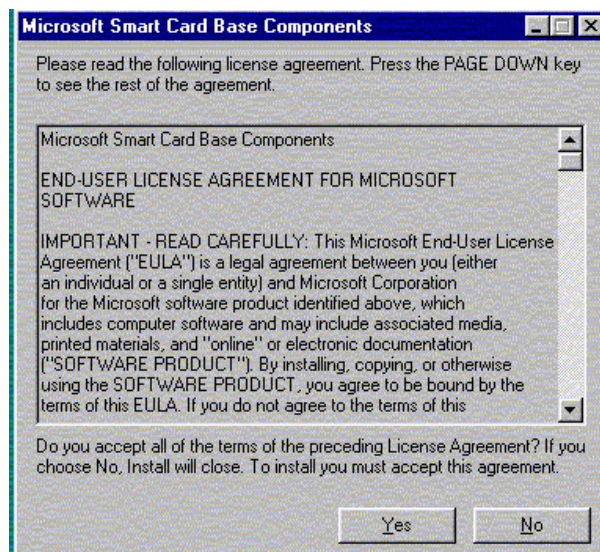 Microsoft Smart Card Base Components
Please read the following license agreement. Press the PAGE DOWN key
to see the rest of the agreement.
Microsoft Smart Card Base Components
END-USER LICENSE AGREEMENT FOR MICROSOFT
SOFTWARE
IMPORTANT - READ CAREFULLY: This Microsoft End-User License
Agreement ("EULA") is a legal agreement between you (either
an individual or a single entity) and Microsoft Corporation
for the Microsoft software product identified above, which
includes computer software and may include associated media,
printed materials, and "online" or electronic documentation
("SOFTWARE PRODUCT"). By installing, copying, or otherwise
using the SOFTWARE PRODUCT, you agree to be bound by the
terms of this EULA. If you do not agree to the terms of this
Do you accept all of the terms of the preceding License Agreement? If you
choose No, Install will close. To install you must accept this agreement.
Yes No